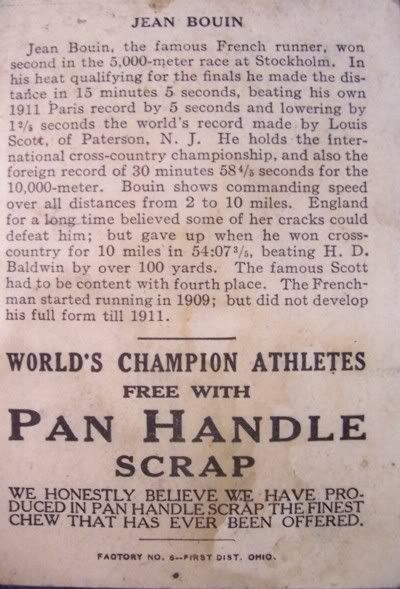 JEAN BOUIN
Jean Bouin, the famous French runner, won
second in the 5,000-meter race at Stockholm. In
his heat qualifying for the finals he made the dis-
tance in 15 minutes 5 seconds, beating his own
1911 Paris record by 5 seconds and lowering by
1²/₅ seconds the world's record made by Louis
Scott, of Paterson, N. J. He holds the inter-
national cross-country championship, and also the
foreign record of 30 minutes 58⁴/₅ seconds for the
10,000-meter. Bouin shows commanding speed
over all distances from 2 to 10 miles. England
for a long time believed some of her cracks could
defeat him; but gave up when he won cross-
country for 10 miles in 54:07³/₅, beating H. D.
Baldwin by over 100 yards. The famous Scott
had to be content with fourth place. The French-
man started running in 1909; but did not develop
his full form till 1911.
WORLD'S CHAMPION ATHLETES
FREE WITH
PAN HANDLE
SCRAP
WE HONESTLY BELIEVE WE HAVE PRO-
DUCED IN PAN HANDLE SCRAP THE FINEST
CHEW THAT HAS EVER BEEN OFFERED.
FACTORY NO. 6—FIRST DIST. OHIO.